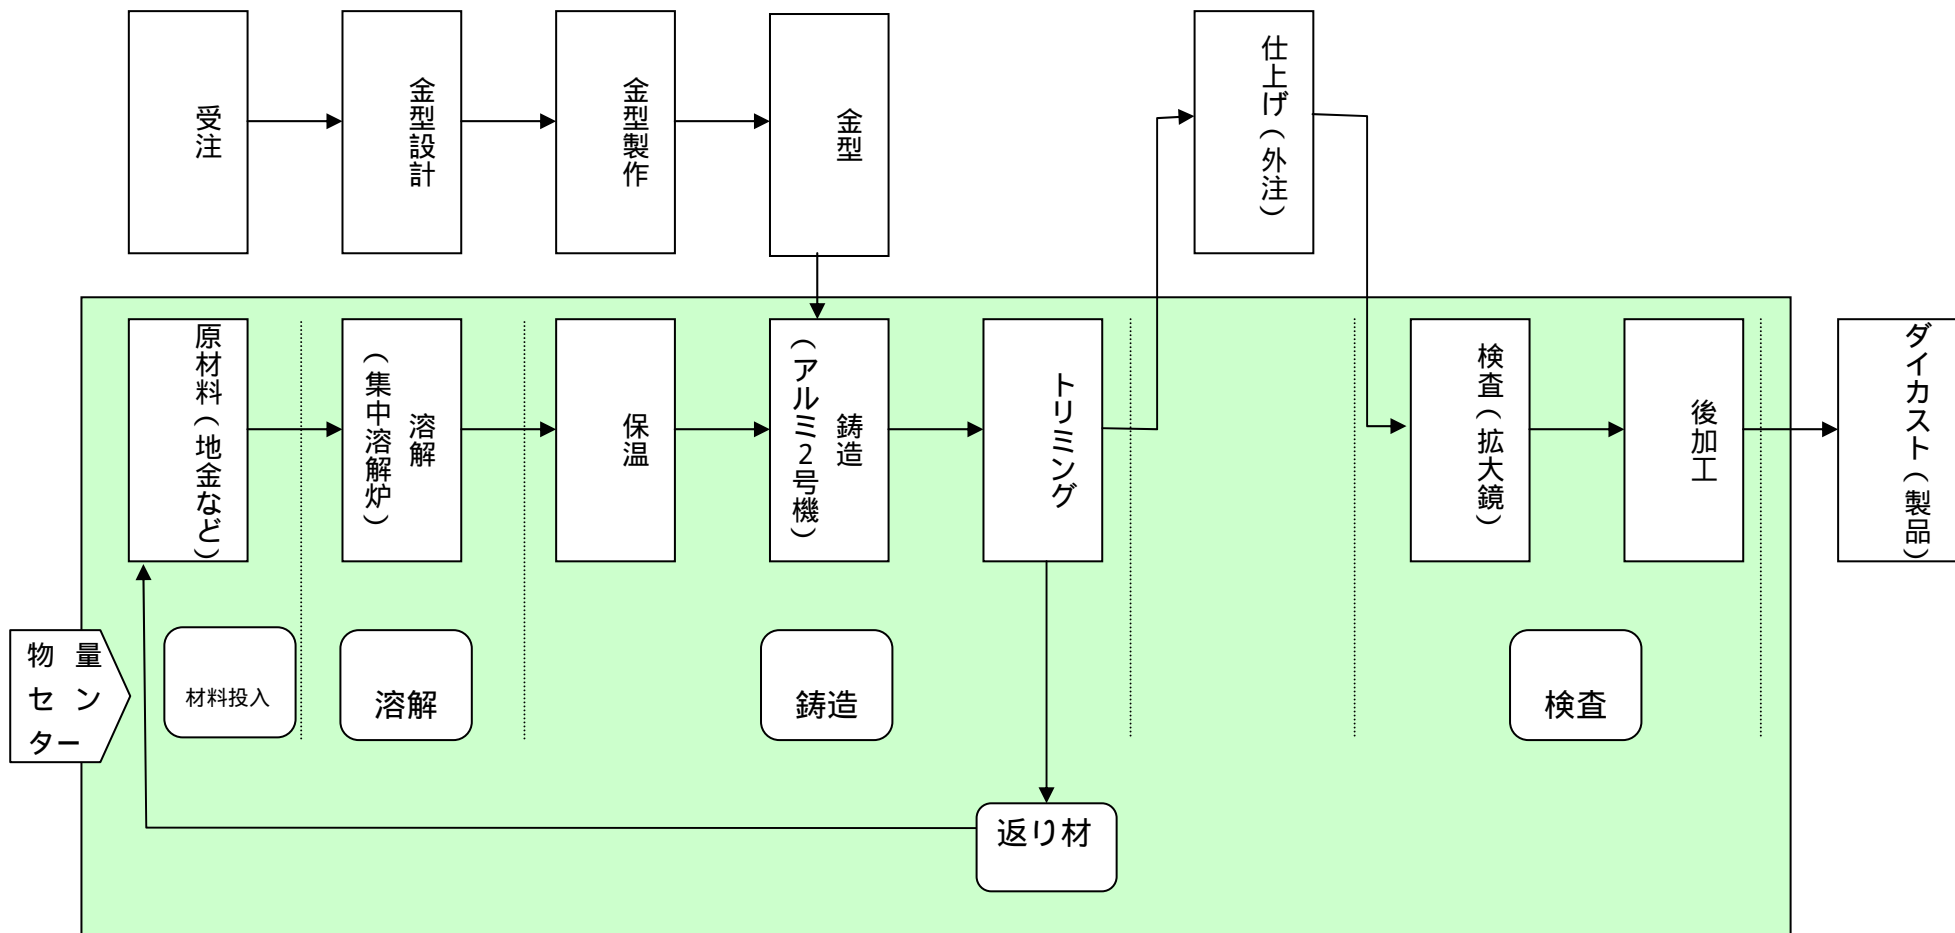 受注
金型設計
金型製作
金型
仕上げ(外注)
原材料(地金など)
溶解
(集中溶解炉)
保温
鋳造
(アルミ2号機)
トリミング
検査(拡大鏡)
後加工
ダイカスト(製品)
物量
センター
材料投入
溶解
鋳造
検査
返り材